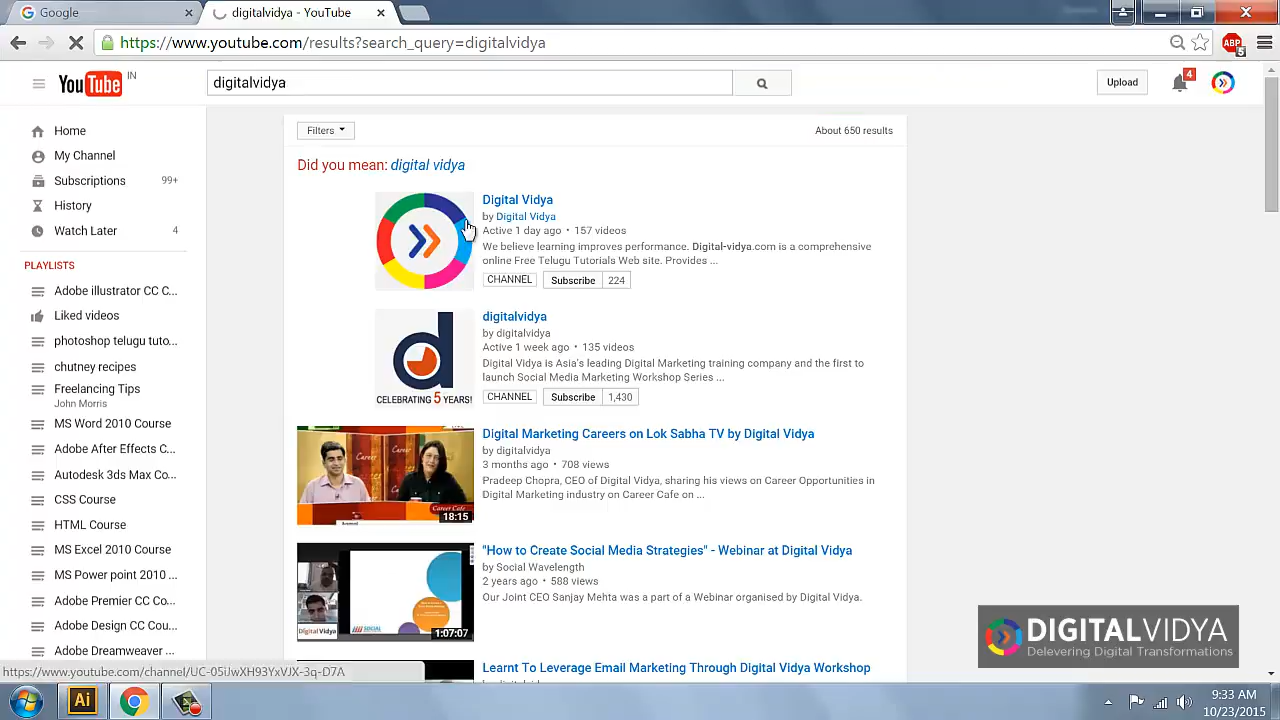 Google
digitalvidya - YouTube
https://www.youtube.com/results?search_query=digitalvidya
ABP
5
YouTube
IN
digitalvidya
Upload
4
Home
My Channel
Subscriptions 99+
History
Watch Later 4
PLAYLISTS
Adobe illustrator CC C...
Liked videos
photoshop telugu tuto...
chutney recipes
Freelancing Tips
John Morris
MS Word 2010 Course
Adobe After Effects C...
Autodesk 3ds Max Co...
CSS Course
HTML Course
MS Excel 2010 Course
MS Power point 2010 ...
Adobe Premier CC Co...
Adobe Design CC Cou...
Adobe Dreamweaver ...
Filters
About 650 results
Did you mean: digital vidya
Digital Vidya
by Digital Vidya
Active 1 day ago • 157 videos
We believe learning improves performance. Digital-vidya.com is a comprehensive
online Free Telugu Tutorials Web site. Provides ...
CHANNEL Subscribe 224
d
CELEBRATING 5 YEARS!
digitalvidya
by digitalvidya
Active 1 week ago • 135 videos
Digital Vidya is Asia's leading Digital Marketing training company and the first to
launch Social Media Marketing Workshop Series ...
CHANNEL Subscribe 1,430
Career Cafe
18:15
Digital Marketing Careers on Lok Sabha TV by Digital Vidya
by digitalvidya
3 months ago • 708 views
Pradeep Chopra, CEO of Digital Vidya, sharing his views on Career Opportunities in
Digital Marketing industry on Career Cafe on ...
Digital Vidya
SOCIAL
1:07:07
"How to Create Social Media Strategies" - Webinar at Digital Vidya
by Social Wavelength
2 years ago • 588 views
Our Joint CEO Sanjay Mehta was a part of a Webinar organised by Digital Vidya.
Learnt To Leverage Email Marketing Through Digital Vidya Workshop
DIGITALVIDYA
Delevering Digital Transformations
Ai
9:33 AM
10/23/2015